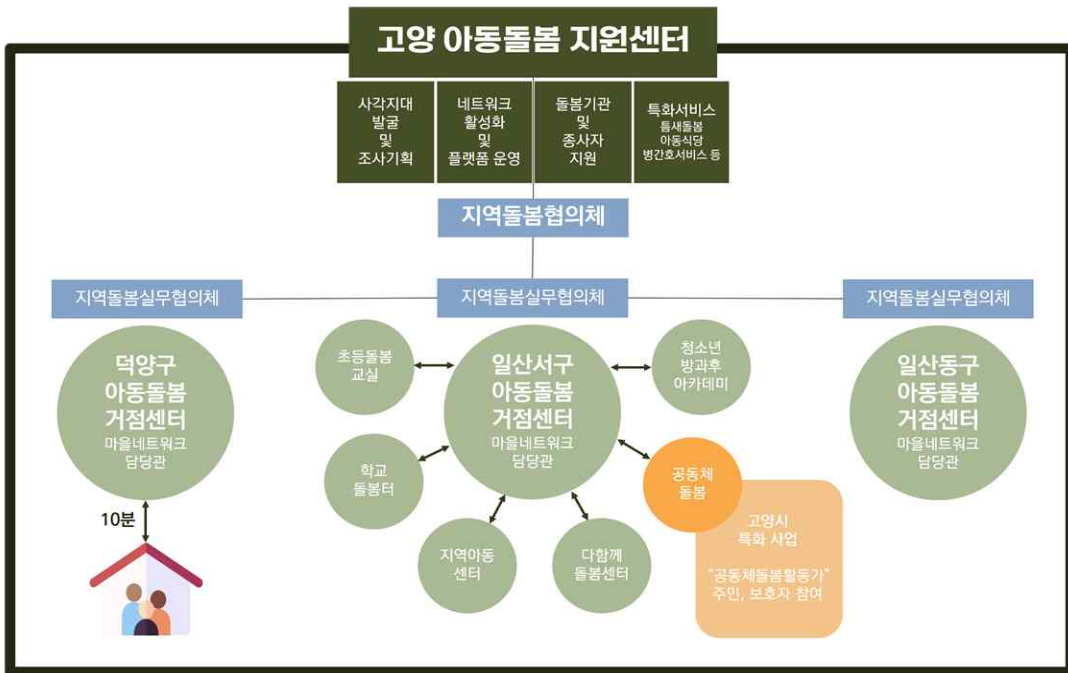 고양 아동돌봄 지원센터
사각지대
발굴
및
조사기획
네트워크
활성화
및
플랫폼 운영
돌봄기관
및
종사자
지원
특화서비스
틈새돌봄
아동식당
병간호서비스 등
지역돌봄협의체
지역돌봄실무협의체
지역돌봄실무협의체
지역돌봄실무협의체
덕양구
아동돌봄
거점센터
마을네트워크
담당관
10분
초등돌봄
교실
일산서구
아동돌봄
거점센터
마을네트워크
담당관
청소년
방과후
아카데미
학교
돌봄터
지역아동
센터
다함께
돌봄센터
공동체
돌봄
고양시
특화 사업
“공동체돌봄활동가”
주민, 보호자 참여
일산동구
아동돌봄
거점센터
마을네트워크
담당관